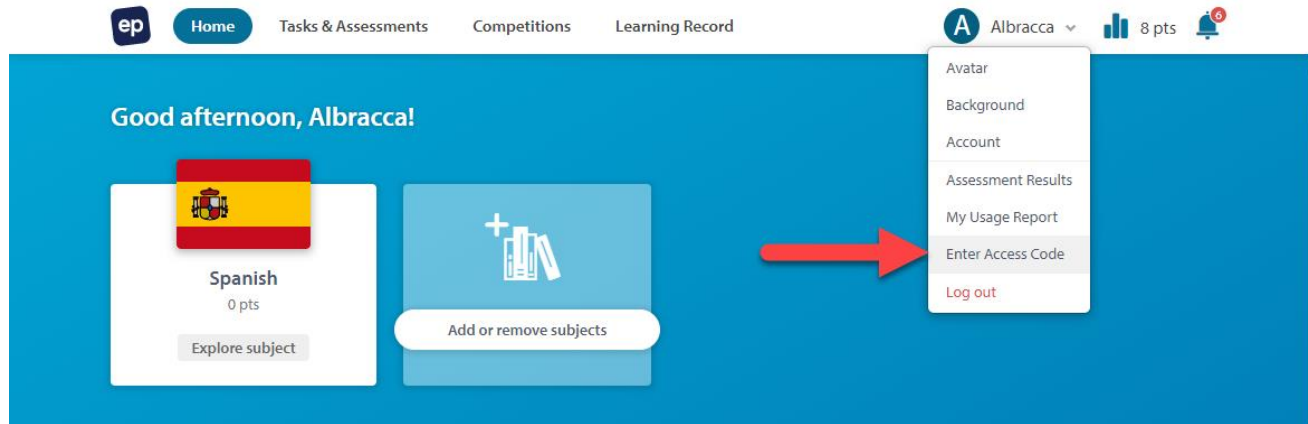 ep Home Tasks & Assessments Competitions Learning Record A Albracca 8 pts 6
Avatar
Background
Account
Assessment Results
My Usage Report
Enter Access Code
Log out
Good afternoon, Albracca!
Spanish
0 pts
Explore subject
Add or remove subjects